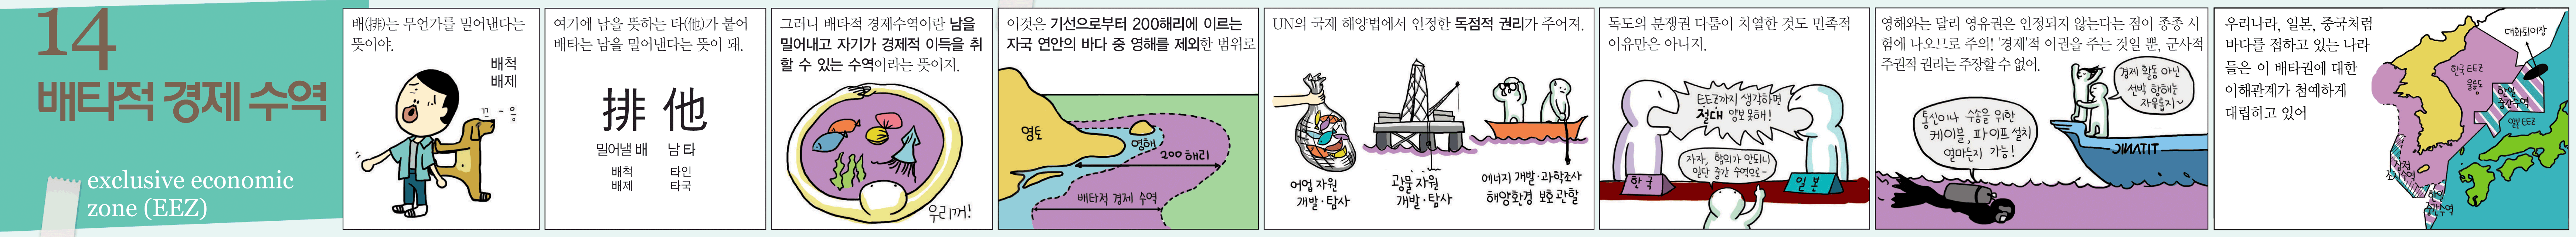 14
배타적 경제 수역
exclusive economic
zone (EEZ)
배(排)는 무언가를 밀어낸다는
뜻이야.
배척
배제
끄-응
여기에 남을 뜻하는 타(他)가 붙어
배타는 남을 밀어낸다는 뜻이 돼.
排 他
밀어낼 배 남 타
배척 타인
배제 타국
그러니 배타적 경제수역이란 남을
밀어내고 자기가 경제적 이득을 취
할 수 있는 수역이라는 뜻이지.
우리꺼!
이것은 기선으로부터 200해리에 이르는
자국 연안의 바다 중 영해를 제외한 범위로
영토
영해
200 해리
배타적 경제 수역
UN의 국제 해양법에서 인정한 독점적 권리가 주어져.
어업 자원
개발·탐사
광물 자원
개발·탐사
에너지 개발·과학조사
해양환경 보호 관할
독도의 분쟁권 다툼이 치열한 것도 민족적
이유만은 아니지.
EEZ까지 생각하면
절대 양보 못해!
자자, 합의가 안되니
일단 중간 수역으로-
한국
일본
영해와는 달리 영유권은 인정되지 않는다는 점이 종종 시
험에 나오므로 주의! '경제'적 이권을 주는 것일 뿐, 군사적
주권적 권리는 주장할 수 없어.
경제 활동 아닌
선박 항해는
자유롭지~
통신이나 수송을 위한
케이블, 파이프 설치
얼마든지 가능!
TITANIC
우리나라, 일본, 중국처럼
바다를 접하고 있는 나라
들은 이 배타권에 대한
이해관계가 첨예하게
대립히고 있어
대화퇴어장
한국 EEZ
울릉도
한일
중간수역
일본 EEZ
잠정
조치수역
한일
중간수역